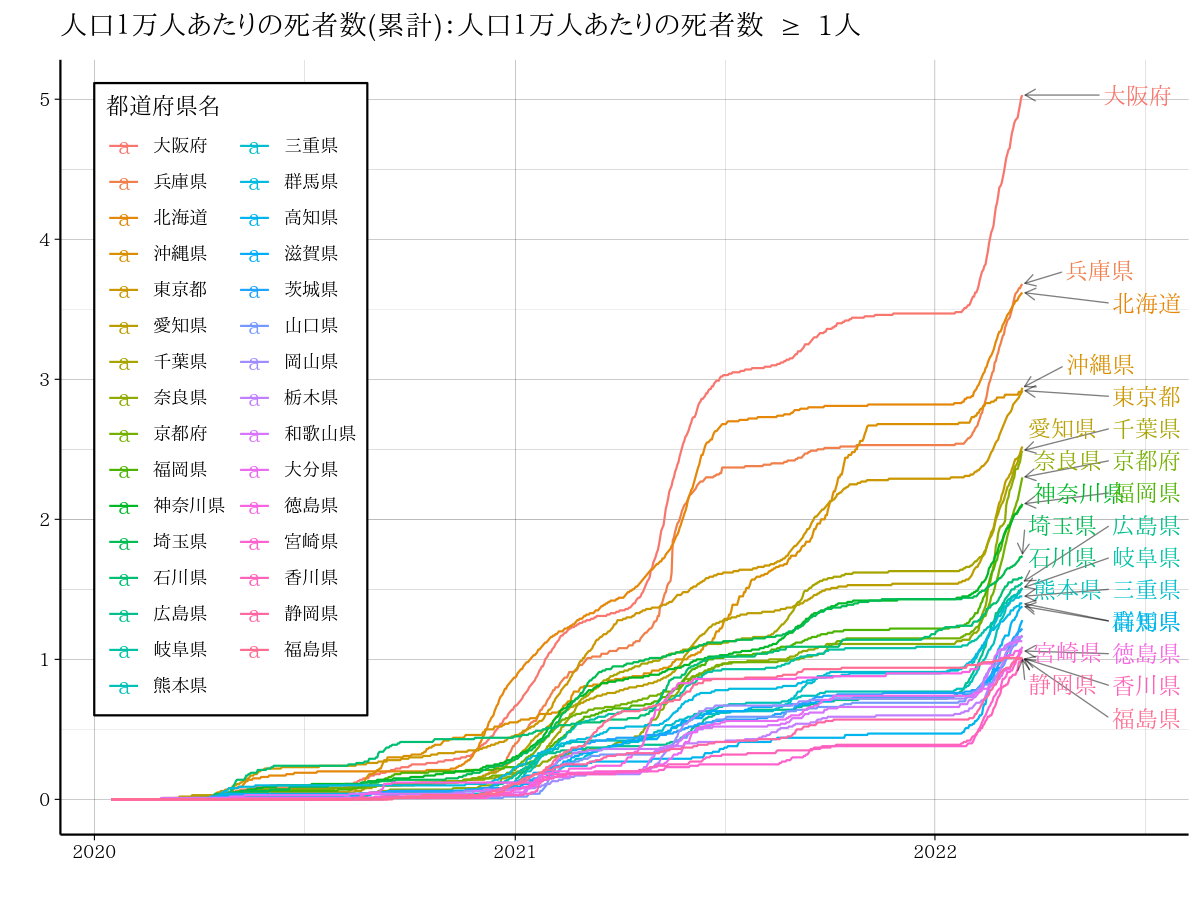 人口1万人あたりの死者数(累計):人口1万人あたりの死者数 ≥ 1人
5
4
3
2
1
0
2020
2021
2022
都道府県名
a 大阪府
a 兵庫県
a 北海道
a 沖縄県
a 東京都
a 愛知県
a 千葉県
a 奈良県
a 京都府
a 福岡県
a 神奈川県
a 埼玉県
a 石川県
a 広島県
a 岐阜県
a 熊本県
a 三重県
a 群馬県
a 高知県
a 滋賀県
a 茨城県
a 山口県
a 岡山県
a 栃木県
a 和歌山県
a 大分県
a 徳島県
a 宮崎県
a 香川県
a 静岡県
a 福島県
大阪府
兵庫県
北海道
沖縄県
東京都
愛知県 千葉県
奈良県 京都府
神奈川県 福岡県
埼玉県 広島県
石川県 岐阜県
熊本県 三重県
宮崎県 徳島県
静岡県 香川県
福島県